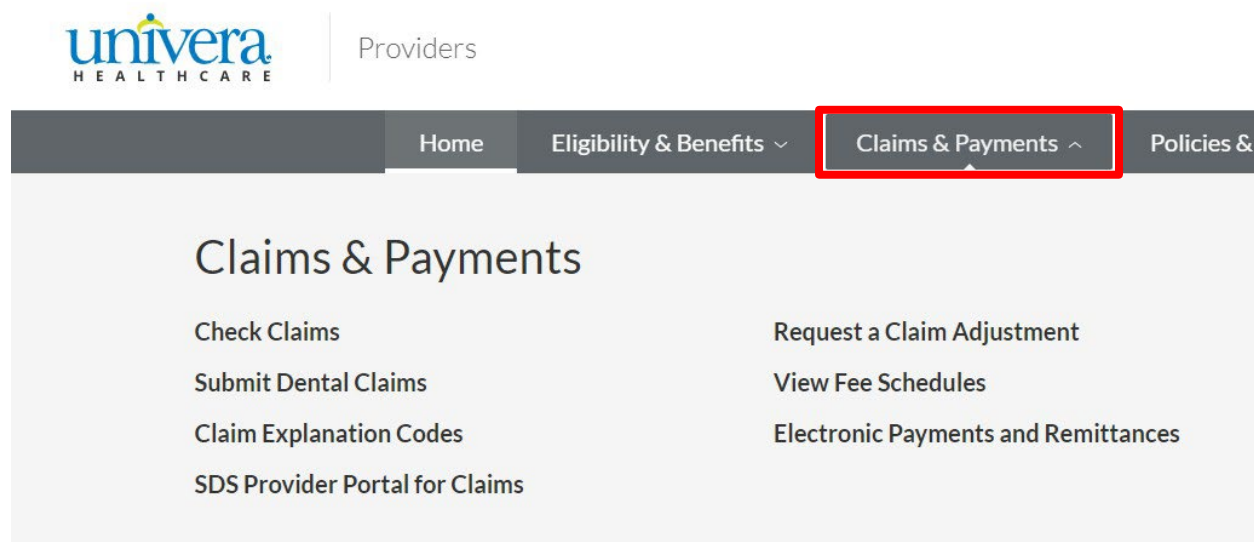 univera
HEALTHCARE
Providers
Home Eligibility & Benefits Claims & Payments Policies &
Claims & Payments
Check Claims
Request a Claim Adjustment
Submit Dental Claims
View Fee Schedules
Claim Explanation Codes
Electronic Payments and Remittances
SDS Provider Portal for Claims